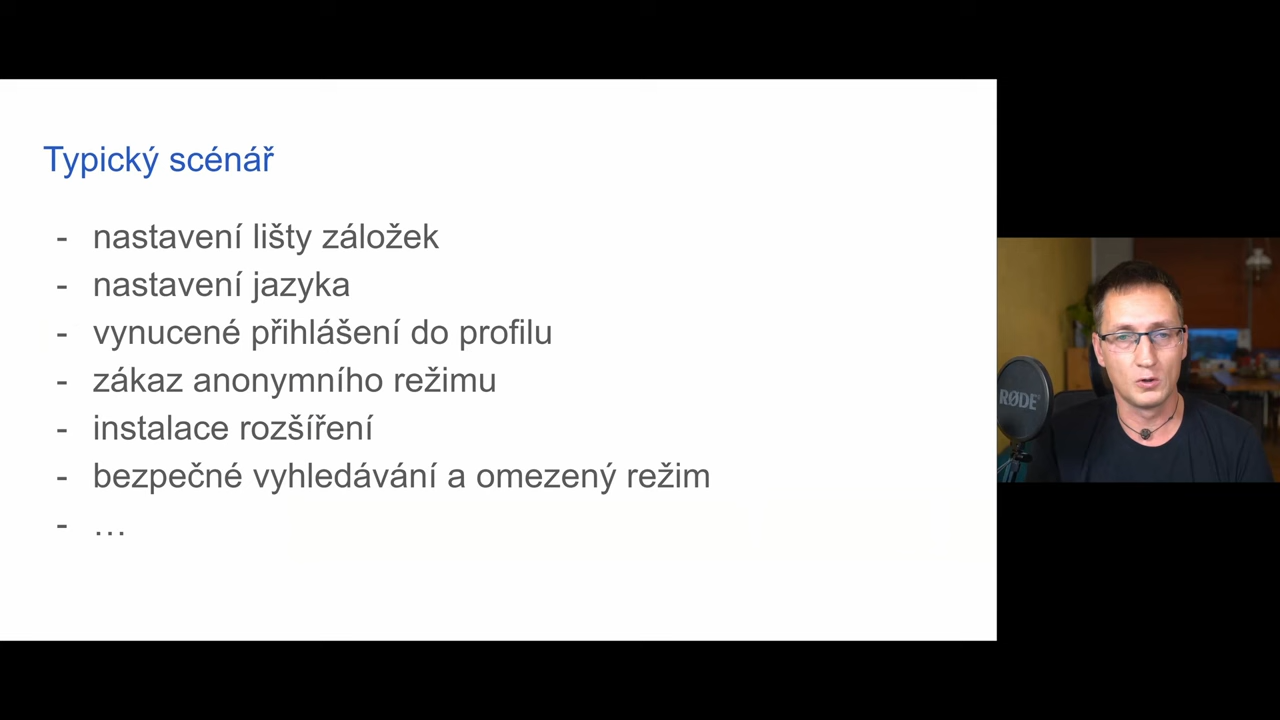 Typický scénář
- nastavení lišty záložek
- nastavení jazyka
- vynucené přihlášení do profilu
- zákaz anonymního režimu
- instalace rozšíření
- bezpečné vyhledávání a omezený režim
- …
RØDE